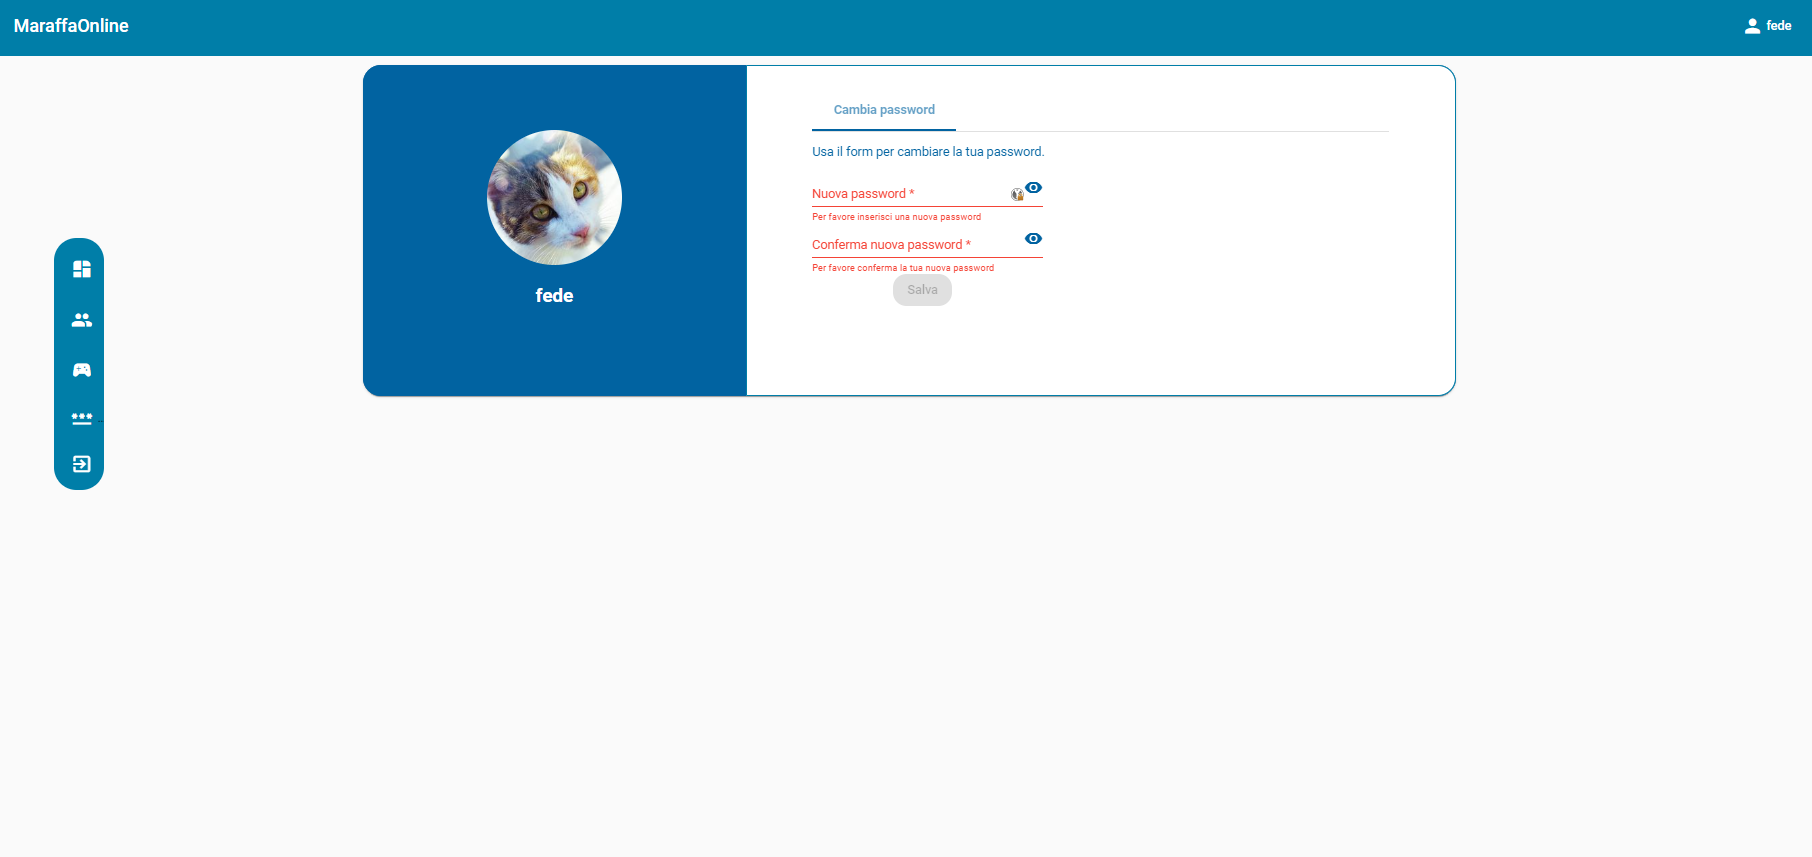 MaraffaOnline
fede
Cambia password
Usa il form per cambiare la tua password.
Nuova password *
Per favore inserisci una nuova password
Conferma nuova password *
Per favore conferma la tua nuova password
Salva
fede